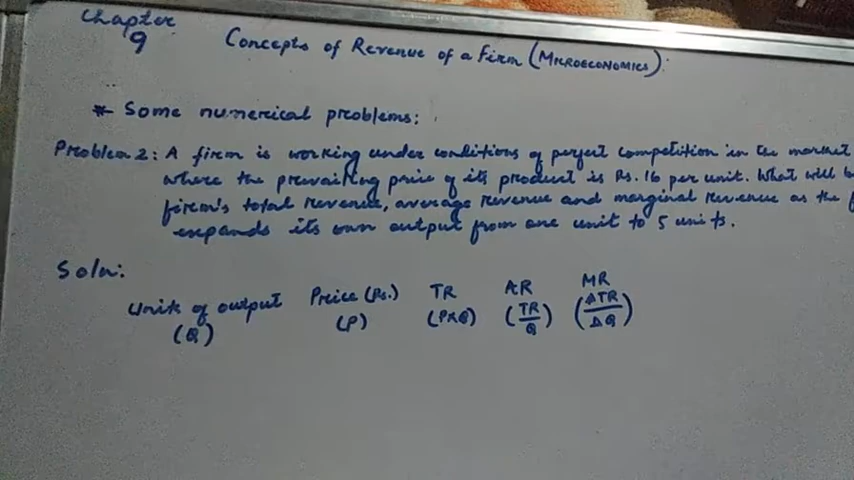 Chapter
9
Concepts of Revenue of a Firm (MICROECONOMICS):
* Some numerical problems:
Problem 2: A firm is working under conditions of perfect competition in the market
where the prevailing price of its product is Rs. 16 per unit. What will
firm's total revenue, average revenue and marginal revenue as the
expands its own output from one unit to 5 units.
Soln:
Units of output Price (Rs.) TR AR MR
(Q) (P) (PXQ) (TR/Q) (ΔTR/ΔQ)